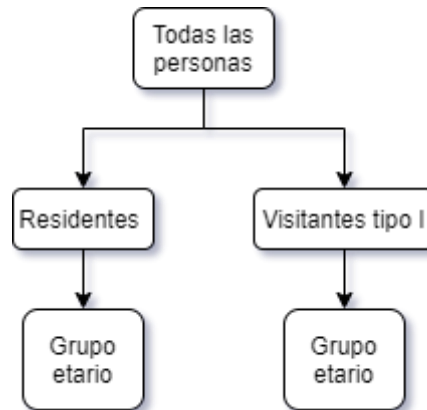 Todas las
personas
Residentes
Visitantes tipo I
Grupo
etario
Grupo
etario